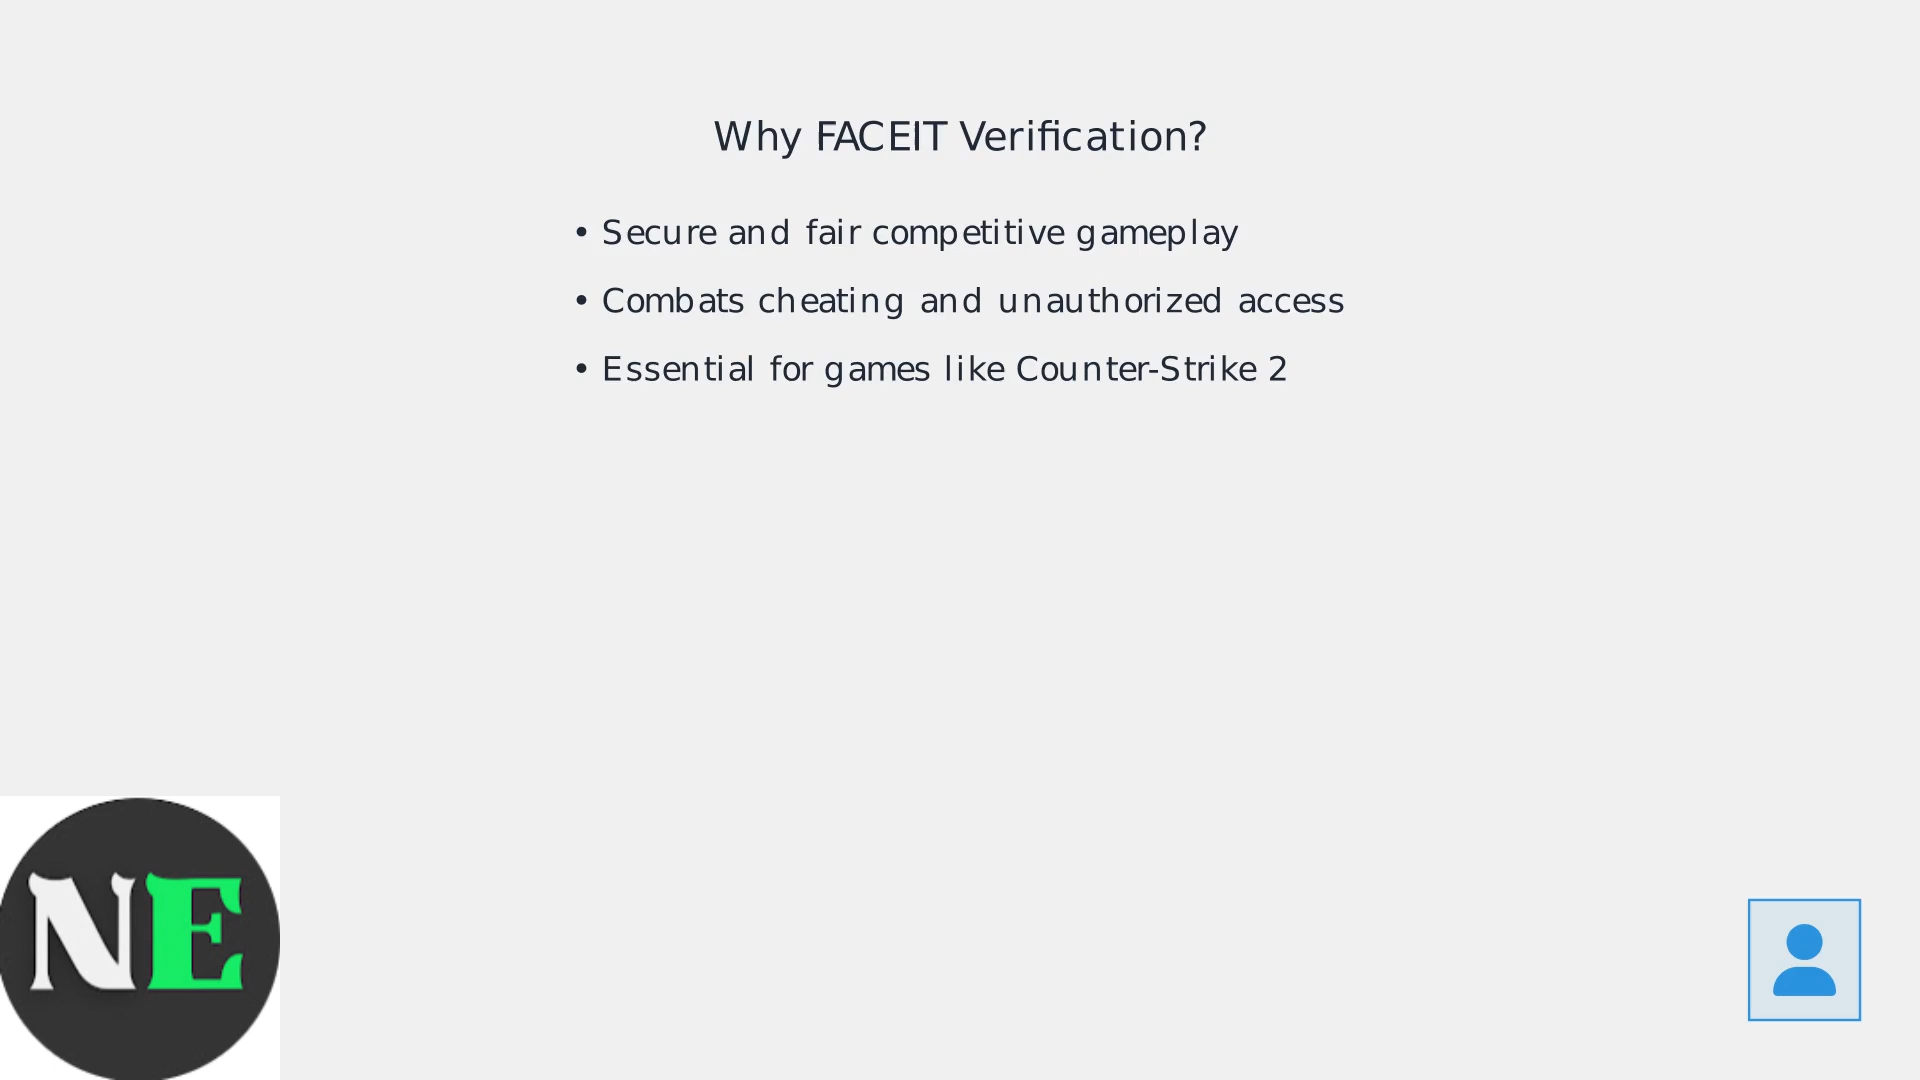 Why FACEIT Verification?
• Secure and fair competitive gameplay
• Combats cheating and unauthorized access
• Essential for games like Counter-Strike 2
NE